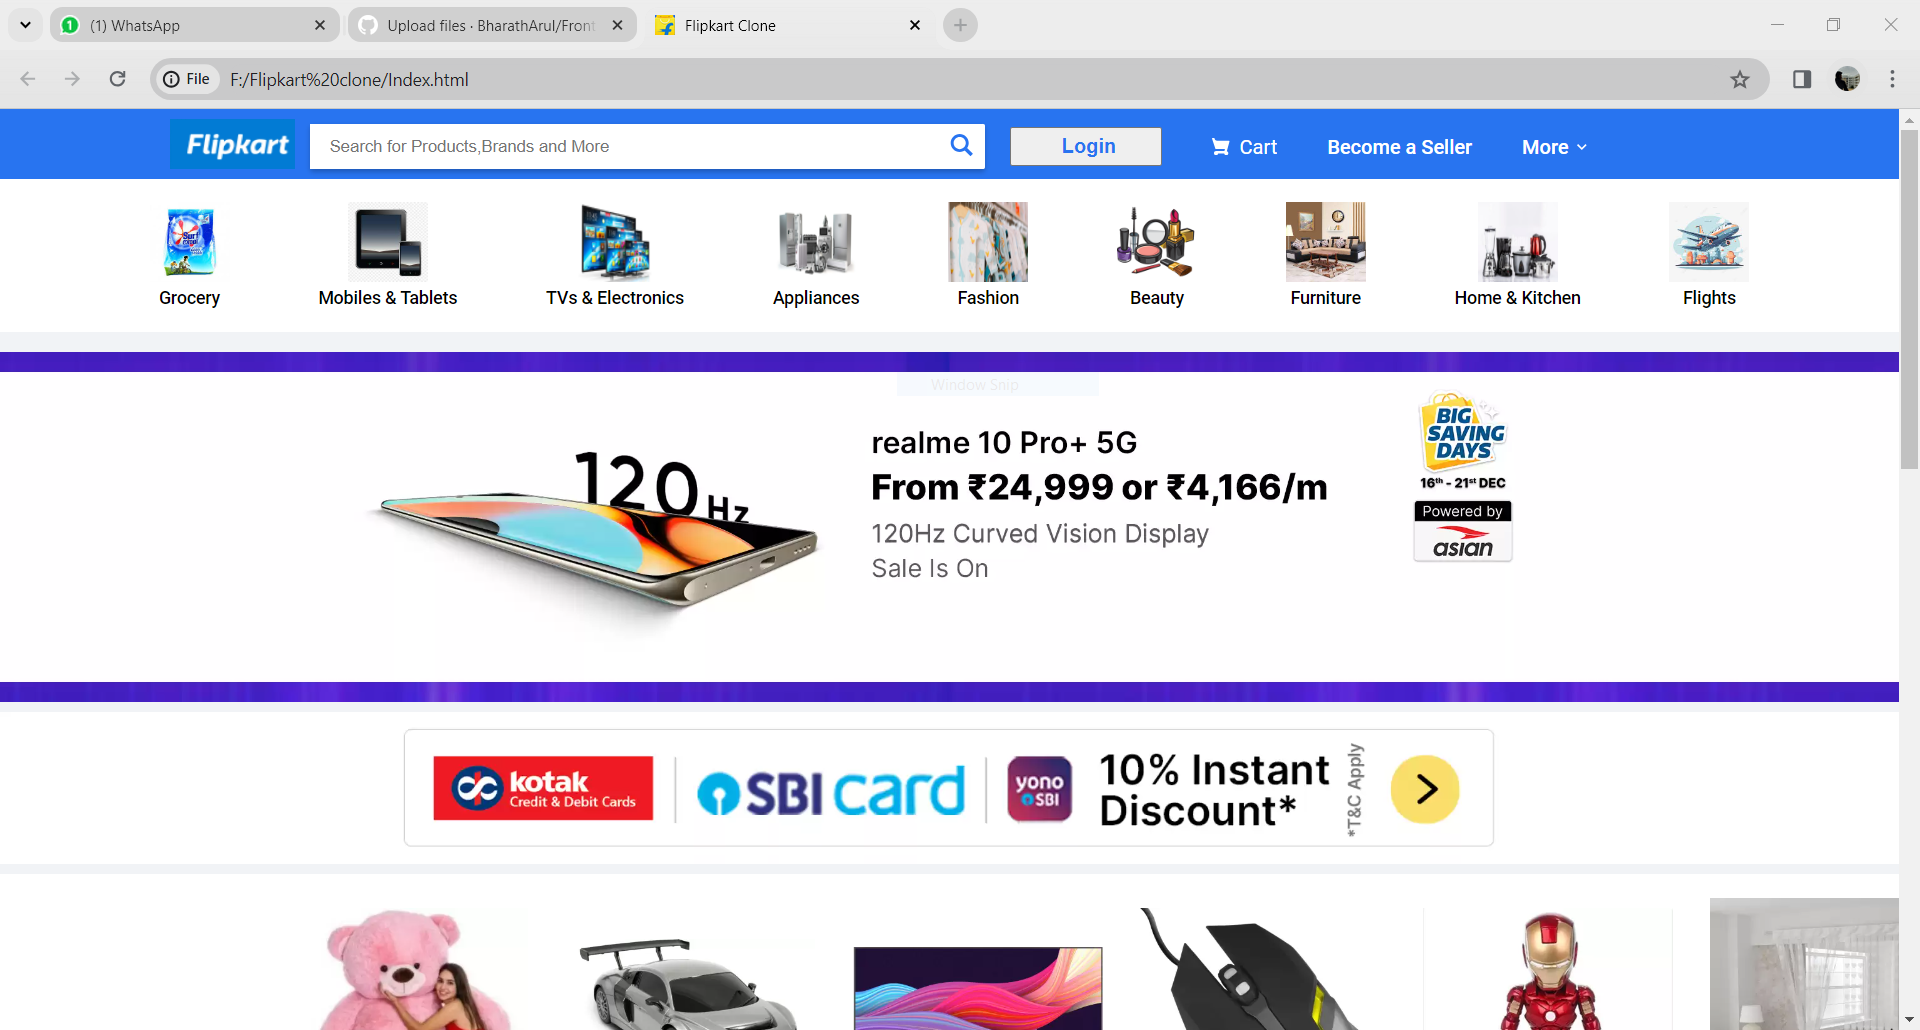 (1) WhatsApp
Upload files · BharathArul/Front
Flipkart Clone
File
F:/Flipkart%20clone/Index.html
Flipkart
Search for Products,Brands and More
Login
Cart
Become a Seller
More
Surf excel
Grocery
Mobiles & Tablets
TVs & Electronics
Appliances
Fashion
Beauty
Furniture
Home & Kitchen
Flights
Window Snip
120 Hz
realme 10 Pro+ 5G
From ₹24,999 or ₹4,166/m
120Hz Curved Vision Display
Sale Is On
BIG
SAVING
DAYS
16th - 21st DEC
Powered by
asian
kotak
Credit & Debit Cards
SBI card
yono
SBI
10% Instant
Discount*
*T&C Apply